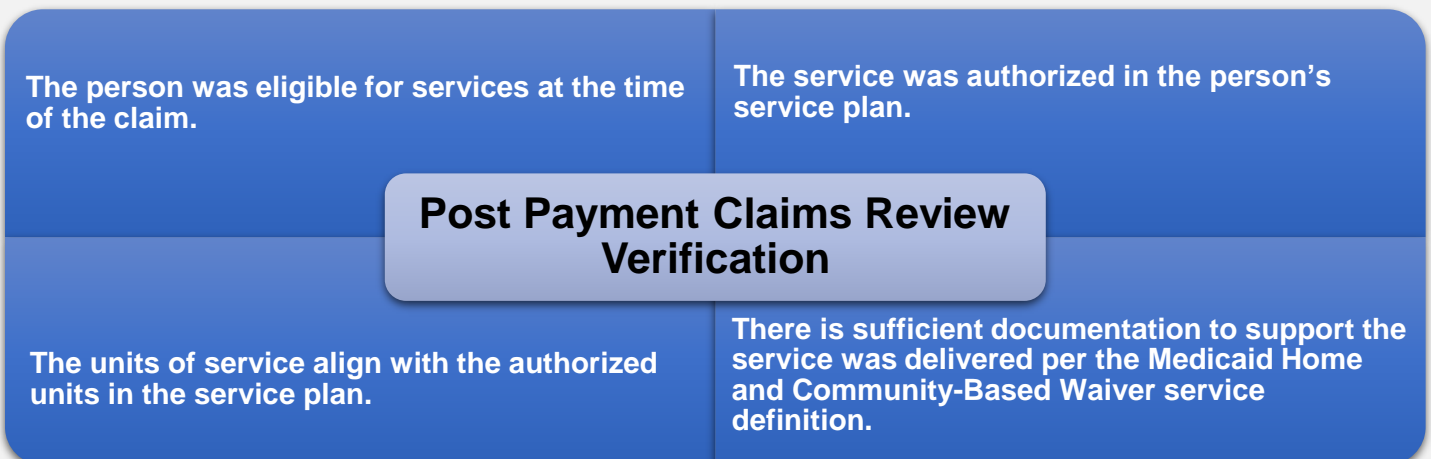 The person was eligible for services at the time
of the claim.
The service was authorized in the person’s
service plan.
Post Payment Claims Review
Verification
The units of service align with the authorized
units in the service plan.
There is sufficient documentation to support the
service was delivered per the Medicaid Home
and Community-Based Waiver service
definition.